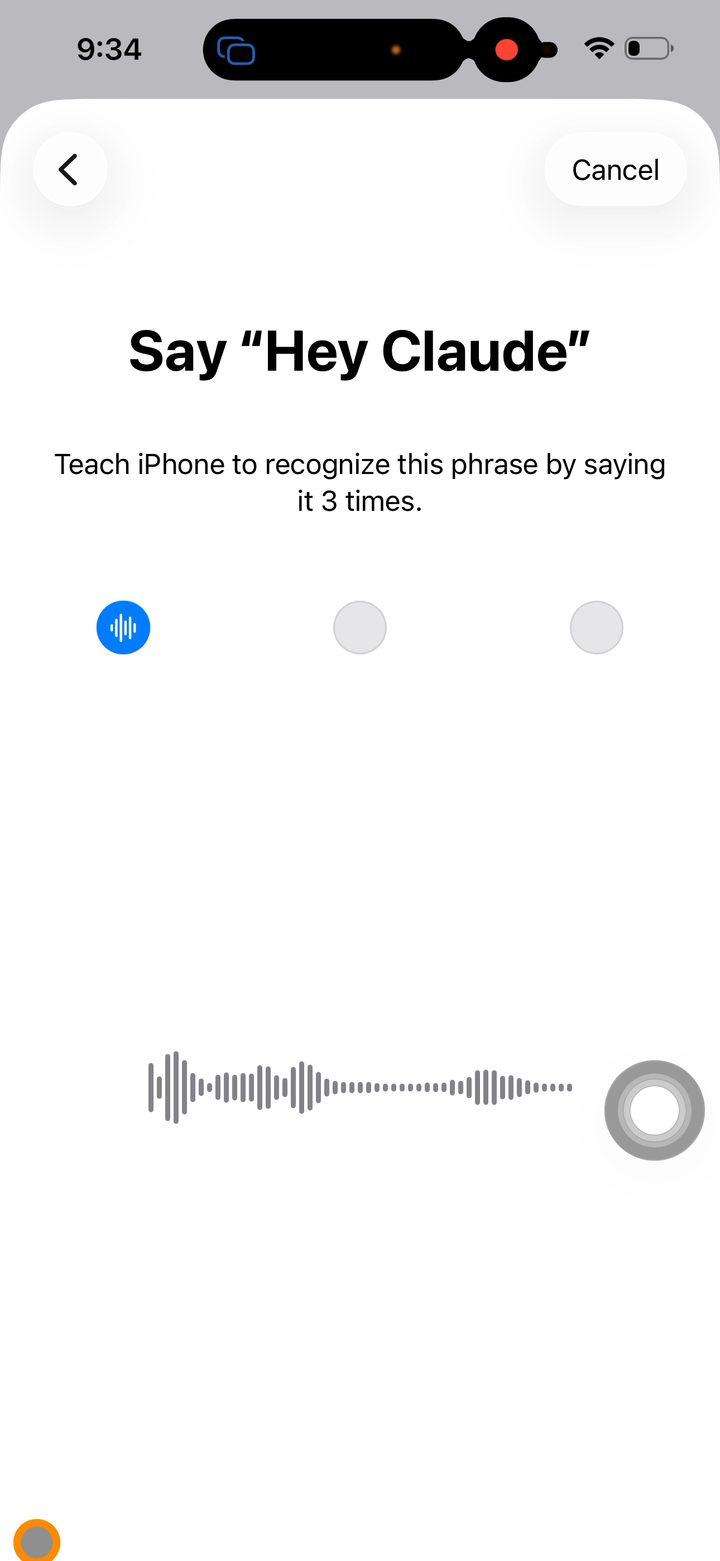 9:34
Cancel
Say “Hey Claude”
Teach iPhone to recognize this phrase by saying
it 3 times.